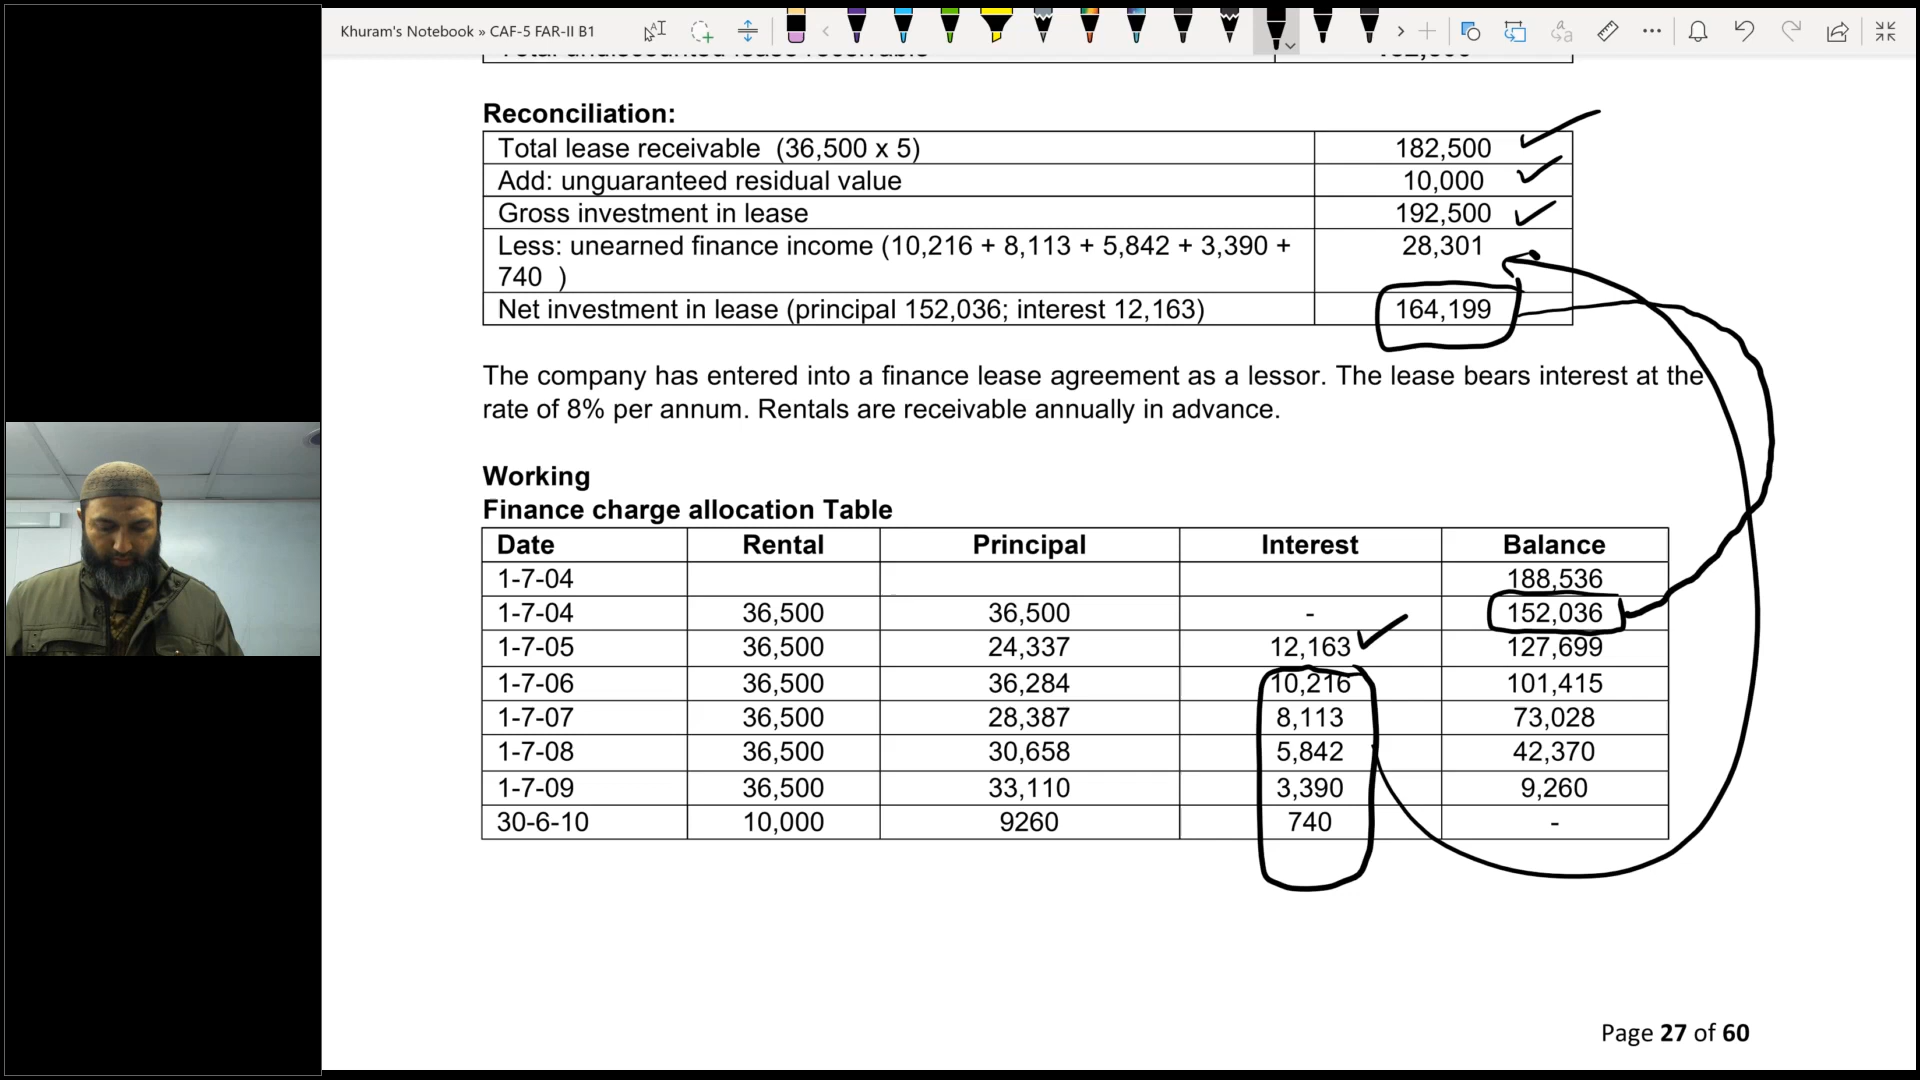 Khuram's Notebook » CAF-5 FAR-II B1
Total undiscounted lease receivable 182,500
Reconciliation:
Total lease receivable (36,500 x 5) 182,500
Add: unguaranteed residual value 10,000
Gross investment in lease 192,500
Less: unearned finance income (10,216 + 8,113 + 5,842 + 3,390 + 28,301
740 )
Net investment in lease (principal 152,036; interest 12,163) 164,199
The company has entered into a finance lease agreement as a lessor. The lease bears interest at the
rate of 8% per annum. Rentals are receivable annually in advance.
Working
Finance charge allocation Table
Date Rental Principal Interest Balance
1-7-04 188,536
1-7-04 36,500 36,500 - 152,036
1-7-05 36,500 24,337 12,163 127,699
1-7-06 36,500 36,284 10,216 101,415
1-7-07 36,500 28,387 8,113 73,028
1-7-08 36,500 30,658 5,842 42,370
1-7-09 36,500 33,110 3,390 9,260
30-6-10 10,000 9260 740 -
Page 27 of 60